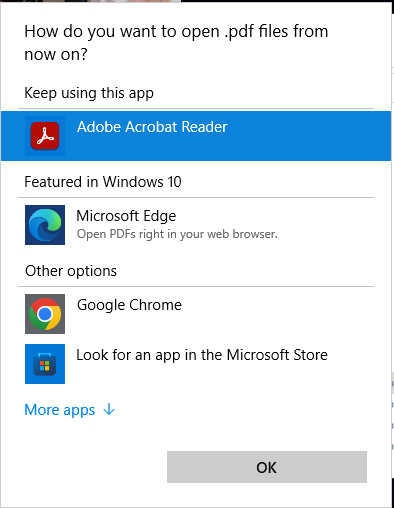 How do you want to open .pdf files from
now on?
Keep using this app
Adobe Acrobat Reader
Featured in Windows 10
Microsoft Edge
Open PDFs right in your web browser.
Other options
Google Chrome
Look for an app in the Microsoft Store
More apps ↓
OK